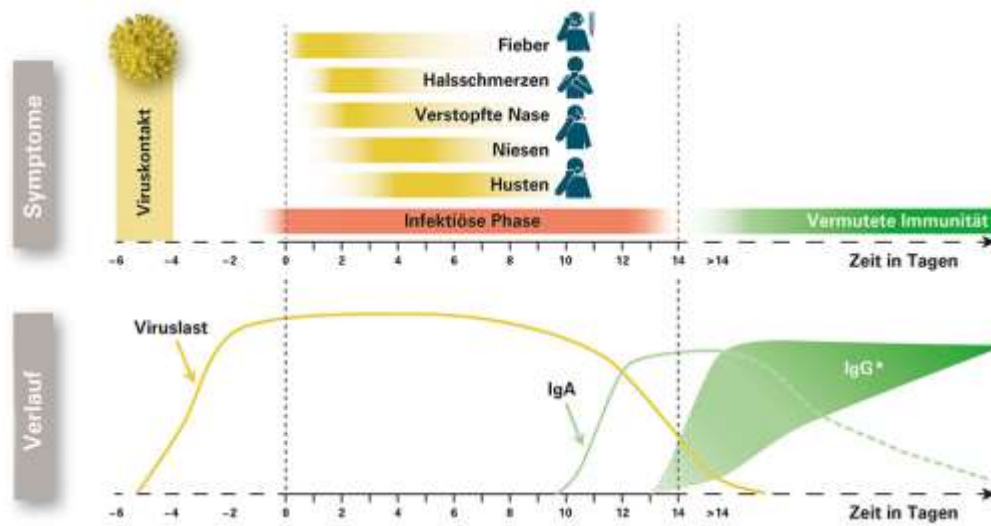 Symptome
Viruskontakt
Fieber
Halsschmerzen
Verstopfte Nase
Niesen
Husten
Infektiöse Phase
Vermutete Immunität
−6 −4 −2 0 2 4 6 8 10 12 14 >14 Zeit in Tagen
Verlauf
Viruslast
IgA
IgG*
−6 −4 −2 0 2 4 6 8 10 12 14 >14 Zeit in Tagen